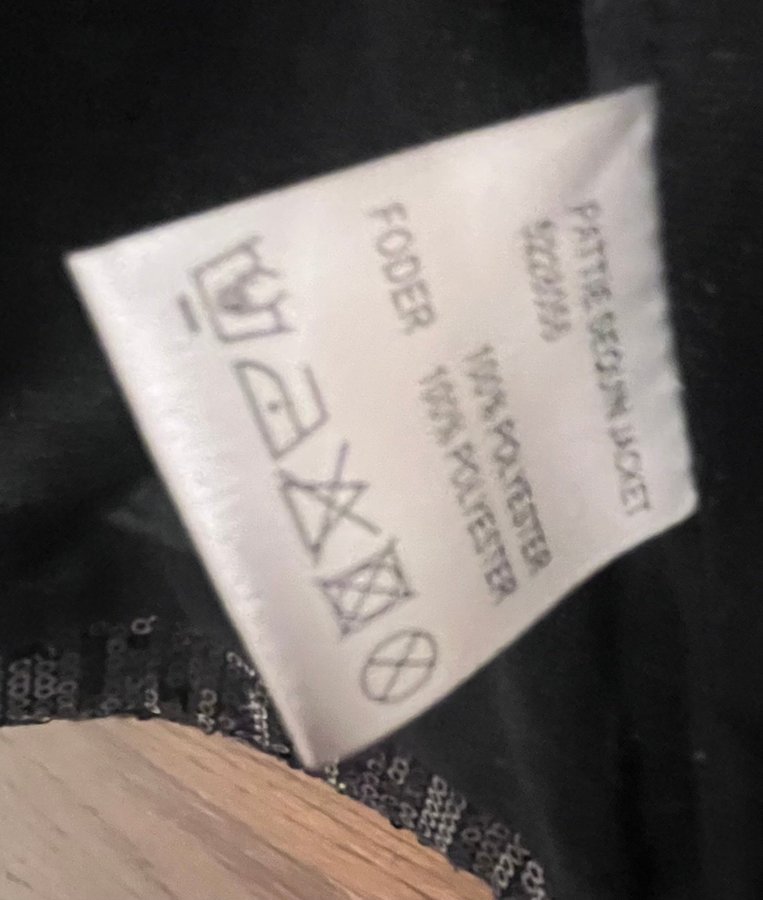 PATTIE SEQUIN JACKET
100% POLYESTER
FODER 100% POLYESTER